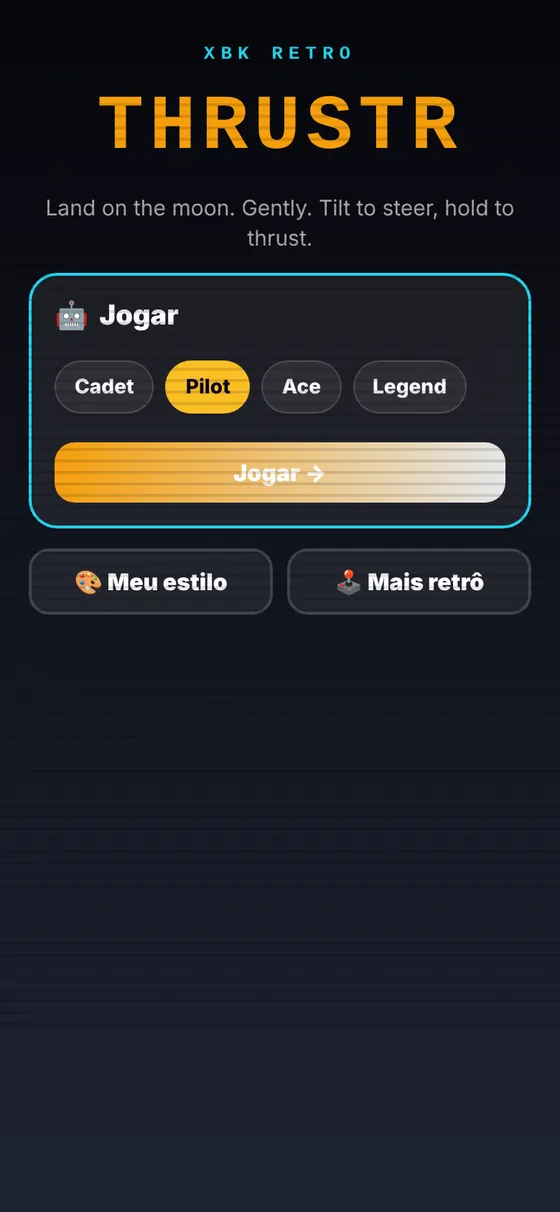 XBK RETRO
THRUSTR
Land on the moon. Gently. Tilt to steer, hold to
thrust.
🤖 Jogar
Cadet Pilot Ace Legend
Jogar →
🎨 Meu estilo 🕹️ Mais retrô